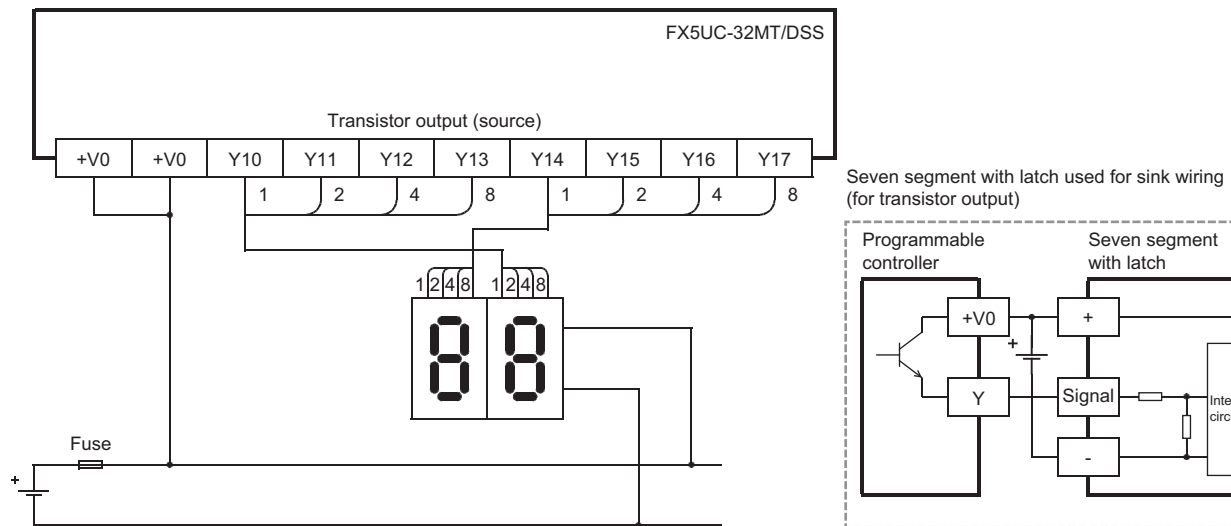 FX5UC-32MT/DSS
Transistor output (source)
+V0 +V0 Y10 Y11 Y12 Y13 Y14 Y15 Y16 Y17
1 2 4 8 1 2 4 8
1 2 4 8 1 2 4 8
Fuse
+
Seven segment with latch used for sink wiring
(for transistor output)
Programmable
controller
Seven segment
with latch
+V0 +
+
Y Signal
-